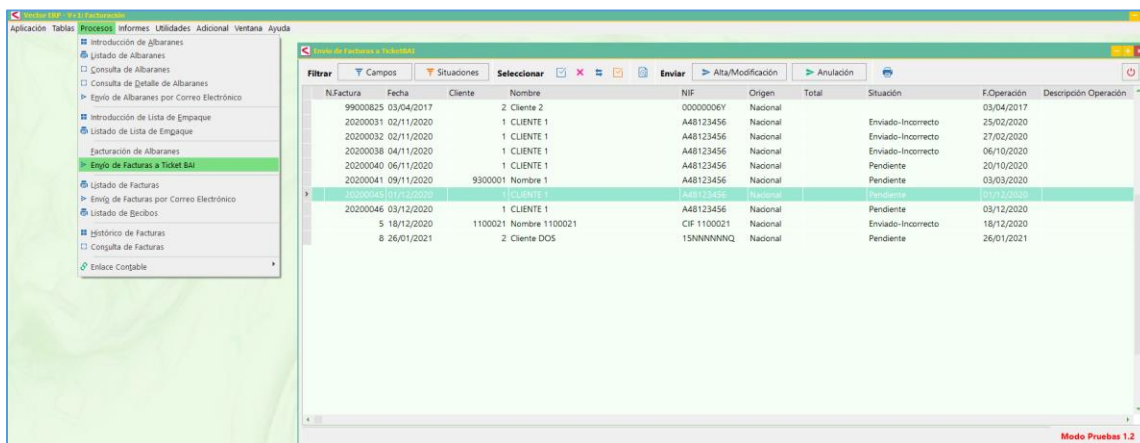 Vector ERP - V+1: Facturación
Aplicación Tablas Procesos Informes Utilidades Adicional Ventana Ayuda
Introducción de Albaranes
Listado de Albaranes
Consulta de Albaranes
Consulta de Detalle de Albaranes
Envío de Albaranes por Correo Electrónico
Introducción de Lista de Empaque
Listado de Lista de Empaque
Facturación de Albaranes
Envío de Facturas a Ticket BAI
Listado de Facturas
Envío de Facturas por Correo Electrónico
Listado de Recibos
Histórico de Facturas
Consulta de Facturas
Enlace Contable
Envío de Facturas a TicketBAI
Filtrar Campos Situaciones Seleccionar Enviar Alta/Modificación Anulación
N.Factura Fecha Cliente Nombre NIF Origen Total Situación F.Operación Descripción Operación
99000825 03/04/2017 2 Cliente 2 00000006Y Nacional 03/04/2017
20200031 02/11/2020 1 CLIENTE 1 A48123456 Nacional Enviado-Incorrecto 25/02/2020
20200032 02/11/2020 1 CLIENTE 1 A48123456 Nacional Enviado-Incorrecto 27/02/2020
20200038 04/11/2020 1 CLIENTE 1 A48123456 Nacional Enviado-Incorrecto 06/10/2020
20200040 06/11/2020 1 CLIENTE 1 A48123456 Nacional Pendiente 20/10/2020
20200041 09/11/2020 9300001 Nombre 1 A48123456 Nacional Pendiente 03/03/2020
20200045 01/12/2020 1 CLIENTE 1 A48123456 Nacional Pendiente 01/12/2020
20200046 03/12/2020 1 CLIENTE 1 A48123456 Nacional Pendiente 03/12/2020
5 18/12/2020 1100021 Nombre 1100021 CIF 1100021 Nacional Enviado-Incorrecto 18/12/2020
8 26/01/2021 2 Cliente DOS 15NNNNNNQ Nacional Pendiente 26/01/2021
Modo Pruebas 1.2